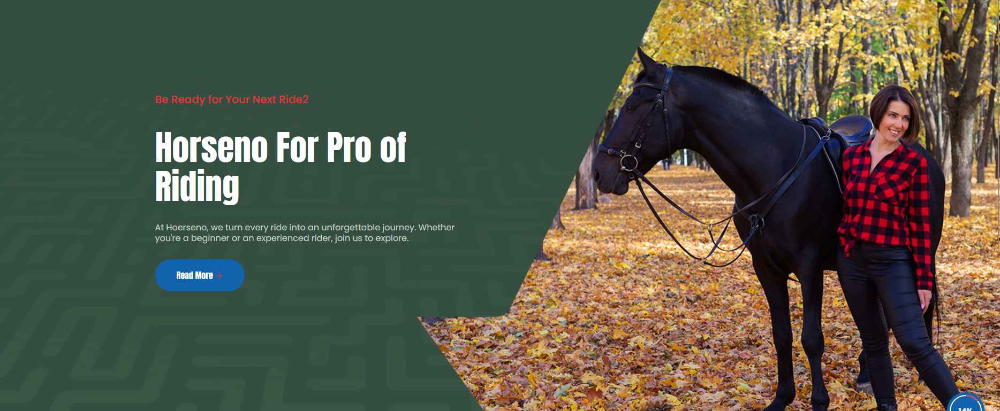 Be Ready for Your Next Ride2
Horseno For Pro of
Riding
At Hoerseno, we turn every ride into an unforgettable journey. Whether
you're a beginner or an experienced rider, join us to explore.
Read More
14%